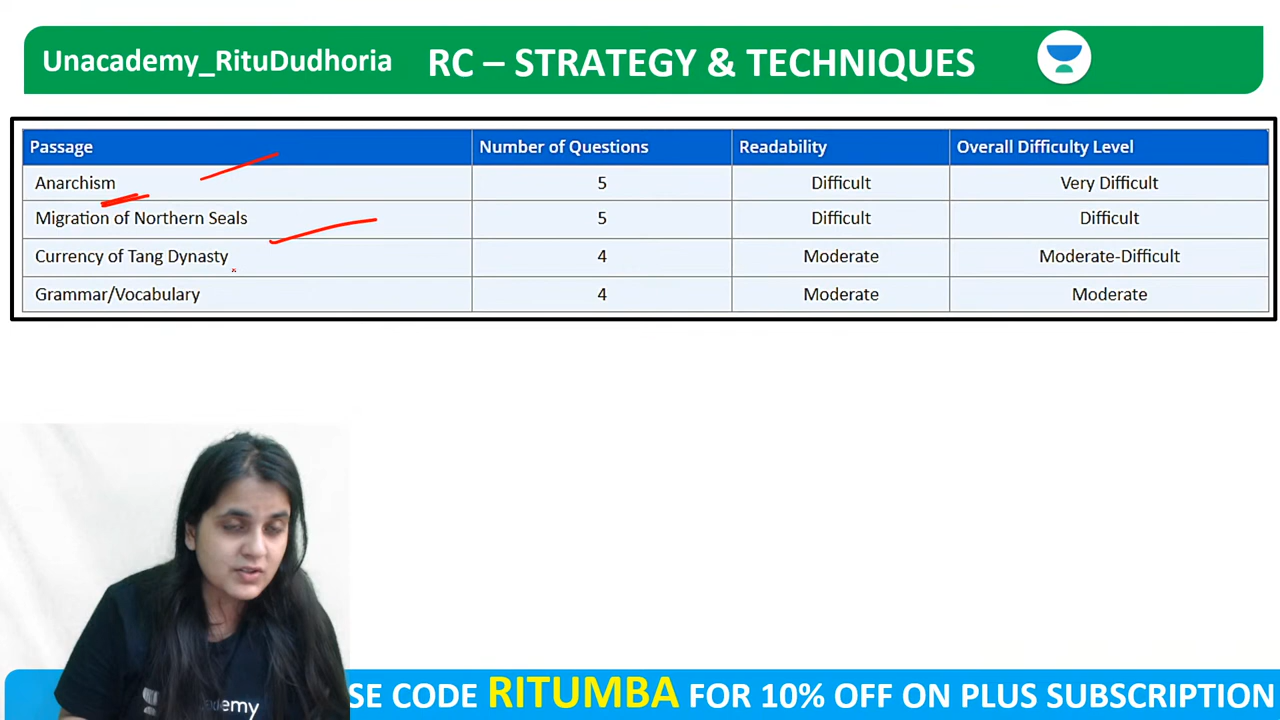 Unacademy_RituDudhoria RC – STRATEGY & TECHNIQUES
Passage Number of Questions Readability Overall Difficulty Level
Anarchism 5 Difficult Very Difficult
Migration of Northern Seals 5 Difficult Difficult
Currency of Tang Dynasty 4 Moderate Moderate-Difficult
Grammar/Vocabulary 4 Moderate Moderate
CODE RITUMBA FOR 10% OFF ON PLUS SUBSCRIPTION